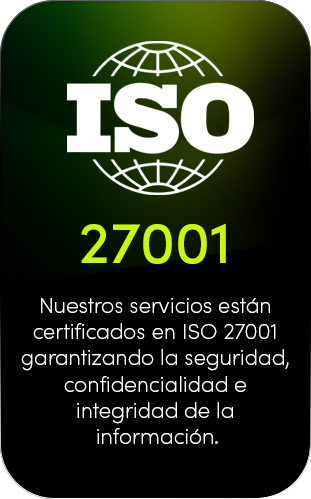 ISO
27001
Nuestros servicios están
certificados en ISO 27001
garantizando la seguridad,
confidencialidad e
integridad de la
información.